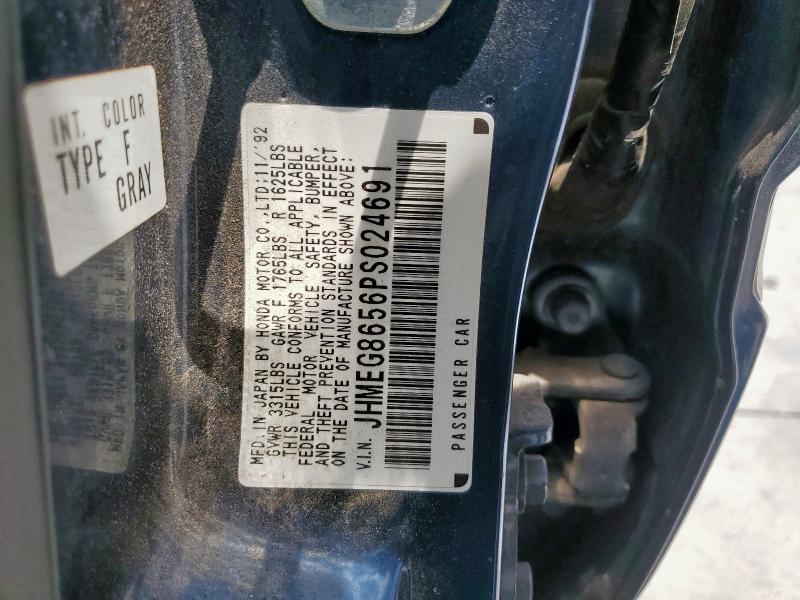 INT. COLOR
TYPE F
GRAY
MFD. IN JAPAN BY HONDA MOTOR CO., LTD; 11/'92
GVWR 3315LBS GAWR F 1765LBS R 1625LBS
THIS VEHICLE CONFORMS TO ALL APPLICABLE
FEDERAL MOTOR VEHICLE SAFETY, BUMPER,
AND THEFT PREVENTION STANDARDS IN EFFECT
ON THE DATE OF MANUFACTURE SHOWN ABOVE:
V.I.N. JHMEG8656PS024691
PASSENGER CAR